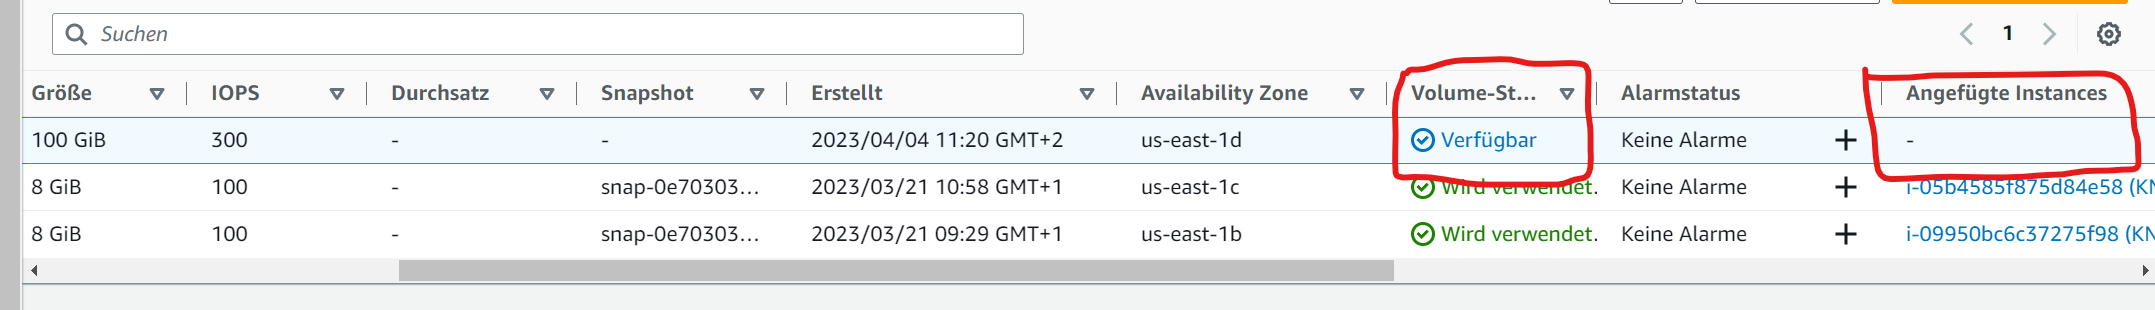 Suchen
1
Größe IOPS Durchsatz Snapshot Erstellt Availability Zone Volume-St... Alarmstatus Angefügte Instances
100 GiB 300 - - 2023/04/04 11:20 GMT+2 us-east-1d Verfügbar Keine Alarme + -
8 GiB 100 - snap-0e70303... 2023/03/21 10:58 GMT+1 us-east-1c Wird verwendet. Keine Alarme + i-05b4585f875d84e58 (KN
8 GiB 100 - snap-0e70303... 2023/03/21 09:29 GMT+1 us-east-1b Wird verwendet. Keine Alarme + i-09950bc6c37275f98 (KN